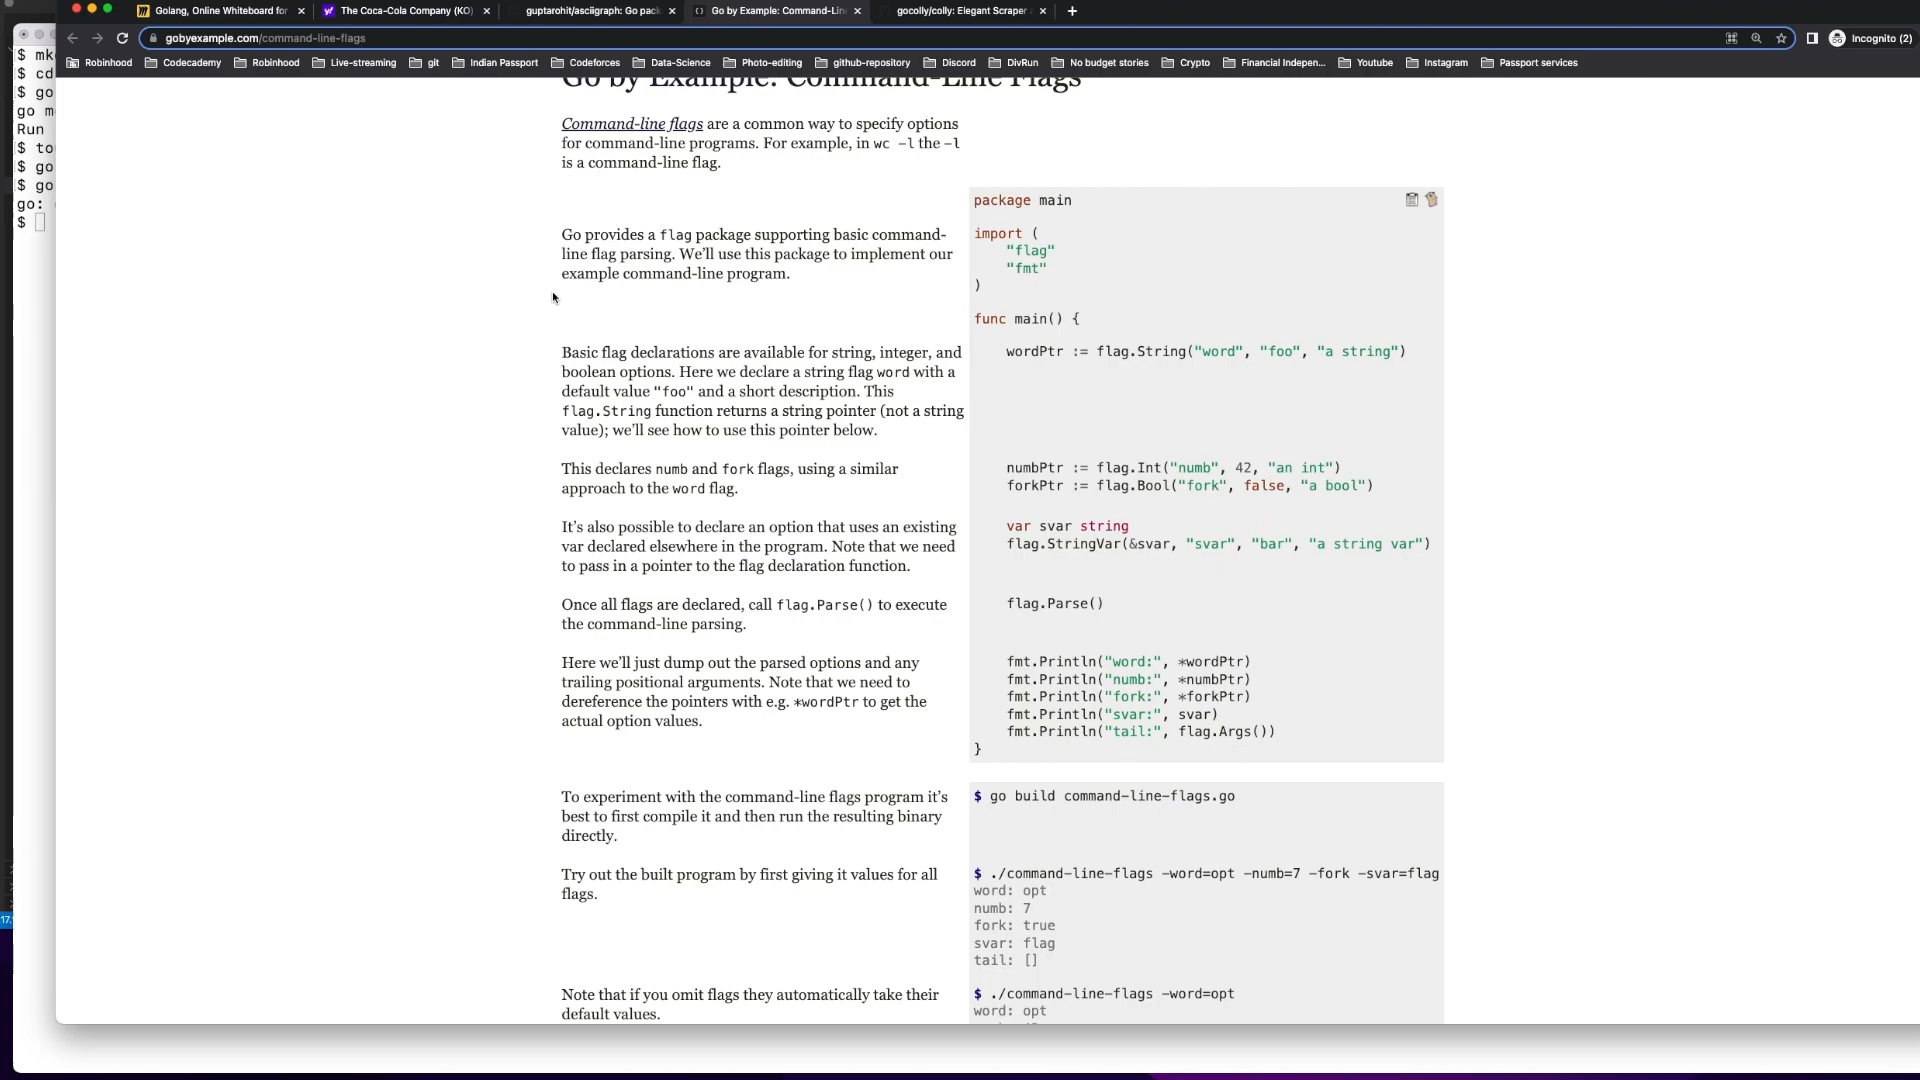 Golang, Online Whiteboard for
The Coca-Cola Company (KO)
guptarohit/asciigraph: Go pack
Go by Example: Command-Lin
gocolly/colly: Elegant Scraper
gobyexample.com/command-line-flags
Incognito (2)
Robinhood
Codecademy
Robinhood
Live-streaming
git
Indian Passport
Codeforces
Data-Science
Photo-editing
github-repository
Discord
DivRun
No budget stories
Crypto
Financial Indepen...
Youtube
Instagram
Passport services
$ mk
$ cd
$ go
go m
Run
$ to
$ go
$ go
go:
$
17.
Go by Example: Command-Line Flags
Command-line flags are a common way to specify options
for command-line programs. For example, in wc -l the -l
is a command-line flag.
Go provides a flag package supporting basic command-
line flag parsing. We'll use this package to implement our
example command-line program.
Basic flag declarations are available for string, integer, and
boolean options. Here we declare a string flag word with a
default value "foo" and a short description. This
flag.String function returns a string pointer (not a string
value); we'll see how to use this pointer below.
This declares numb and fork flags, using a similar
approach to the word flag.
It's also possible to declare an option that uses an existing
var declared elsewhere in the program. Note that we need
to pass in a pointer to the flag declaration function.
Once all flags are declared, call flag.Parse() to execute
the command-line parsing.
Here we'll just dump out the parsed options and any
trailing positional arguments. Note that we need to
dereference the pointers with e.g. *wordPtr to get the
actual option values.
To experiment with the command-line flags program it's
best to first compile it and then run the resulting binary
directly.
Try out the built program by first giving it values for all
flags.
Note that if you omit flags they automatically take their
default values.
package main
import (
"flag"
"fmt"
)
func main() {
wordPtr := flag.String("word", "foo", "a string")
numbPtr := flag.Int("numb", 42, "an int")
forkPtr := flag.Bool("fork", false, "a bool")
var svar string
flag.StringVar(&svar, "svar", "bar", "a string var")
flag.Parse()
fmt.Println("word:", *wordPtr)
fmt.Println("numb:", *numbPtr)
fmt.Println("fork:", *forkPtr)
fmt.Println("svar:", svar)
fmt.Println("tail:", flag.Args())
}
$ go build command-line-flags.go
$ ./command-line-flags -word=opt -numb=7 -fork -svar=flag
word: opt
numb: 7
fork: true
svar: flag
tail: []
$ ./command-line-flags -word=opt
word: opt